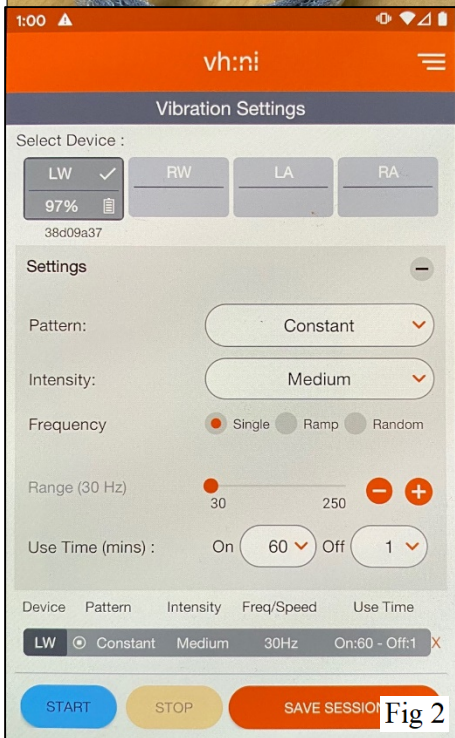 1:00
vh:ni
Vibration Settings
Select Device :
LW RW LA RA
97%
38d09a37
Settings
Pattern: Constant
Intensity: Medium
Frequency Single Ramp Random
Range (30 Hz)
30 250
Use Time (mins) : On 60 Off 1
Device Pattern Intensity Freq/Speed Use Time
LW Constant Medium 30Hz On:60 - Off:1 X
START STOP SAVE SESSION
Fig 2